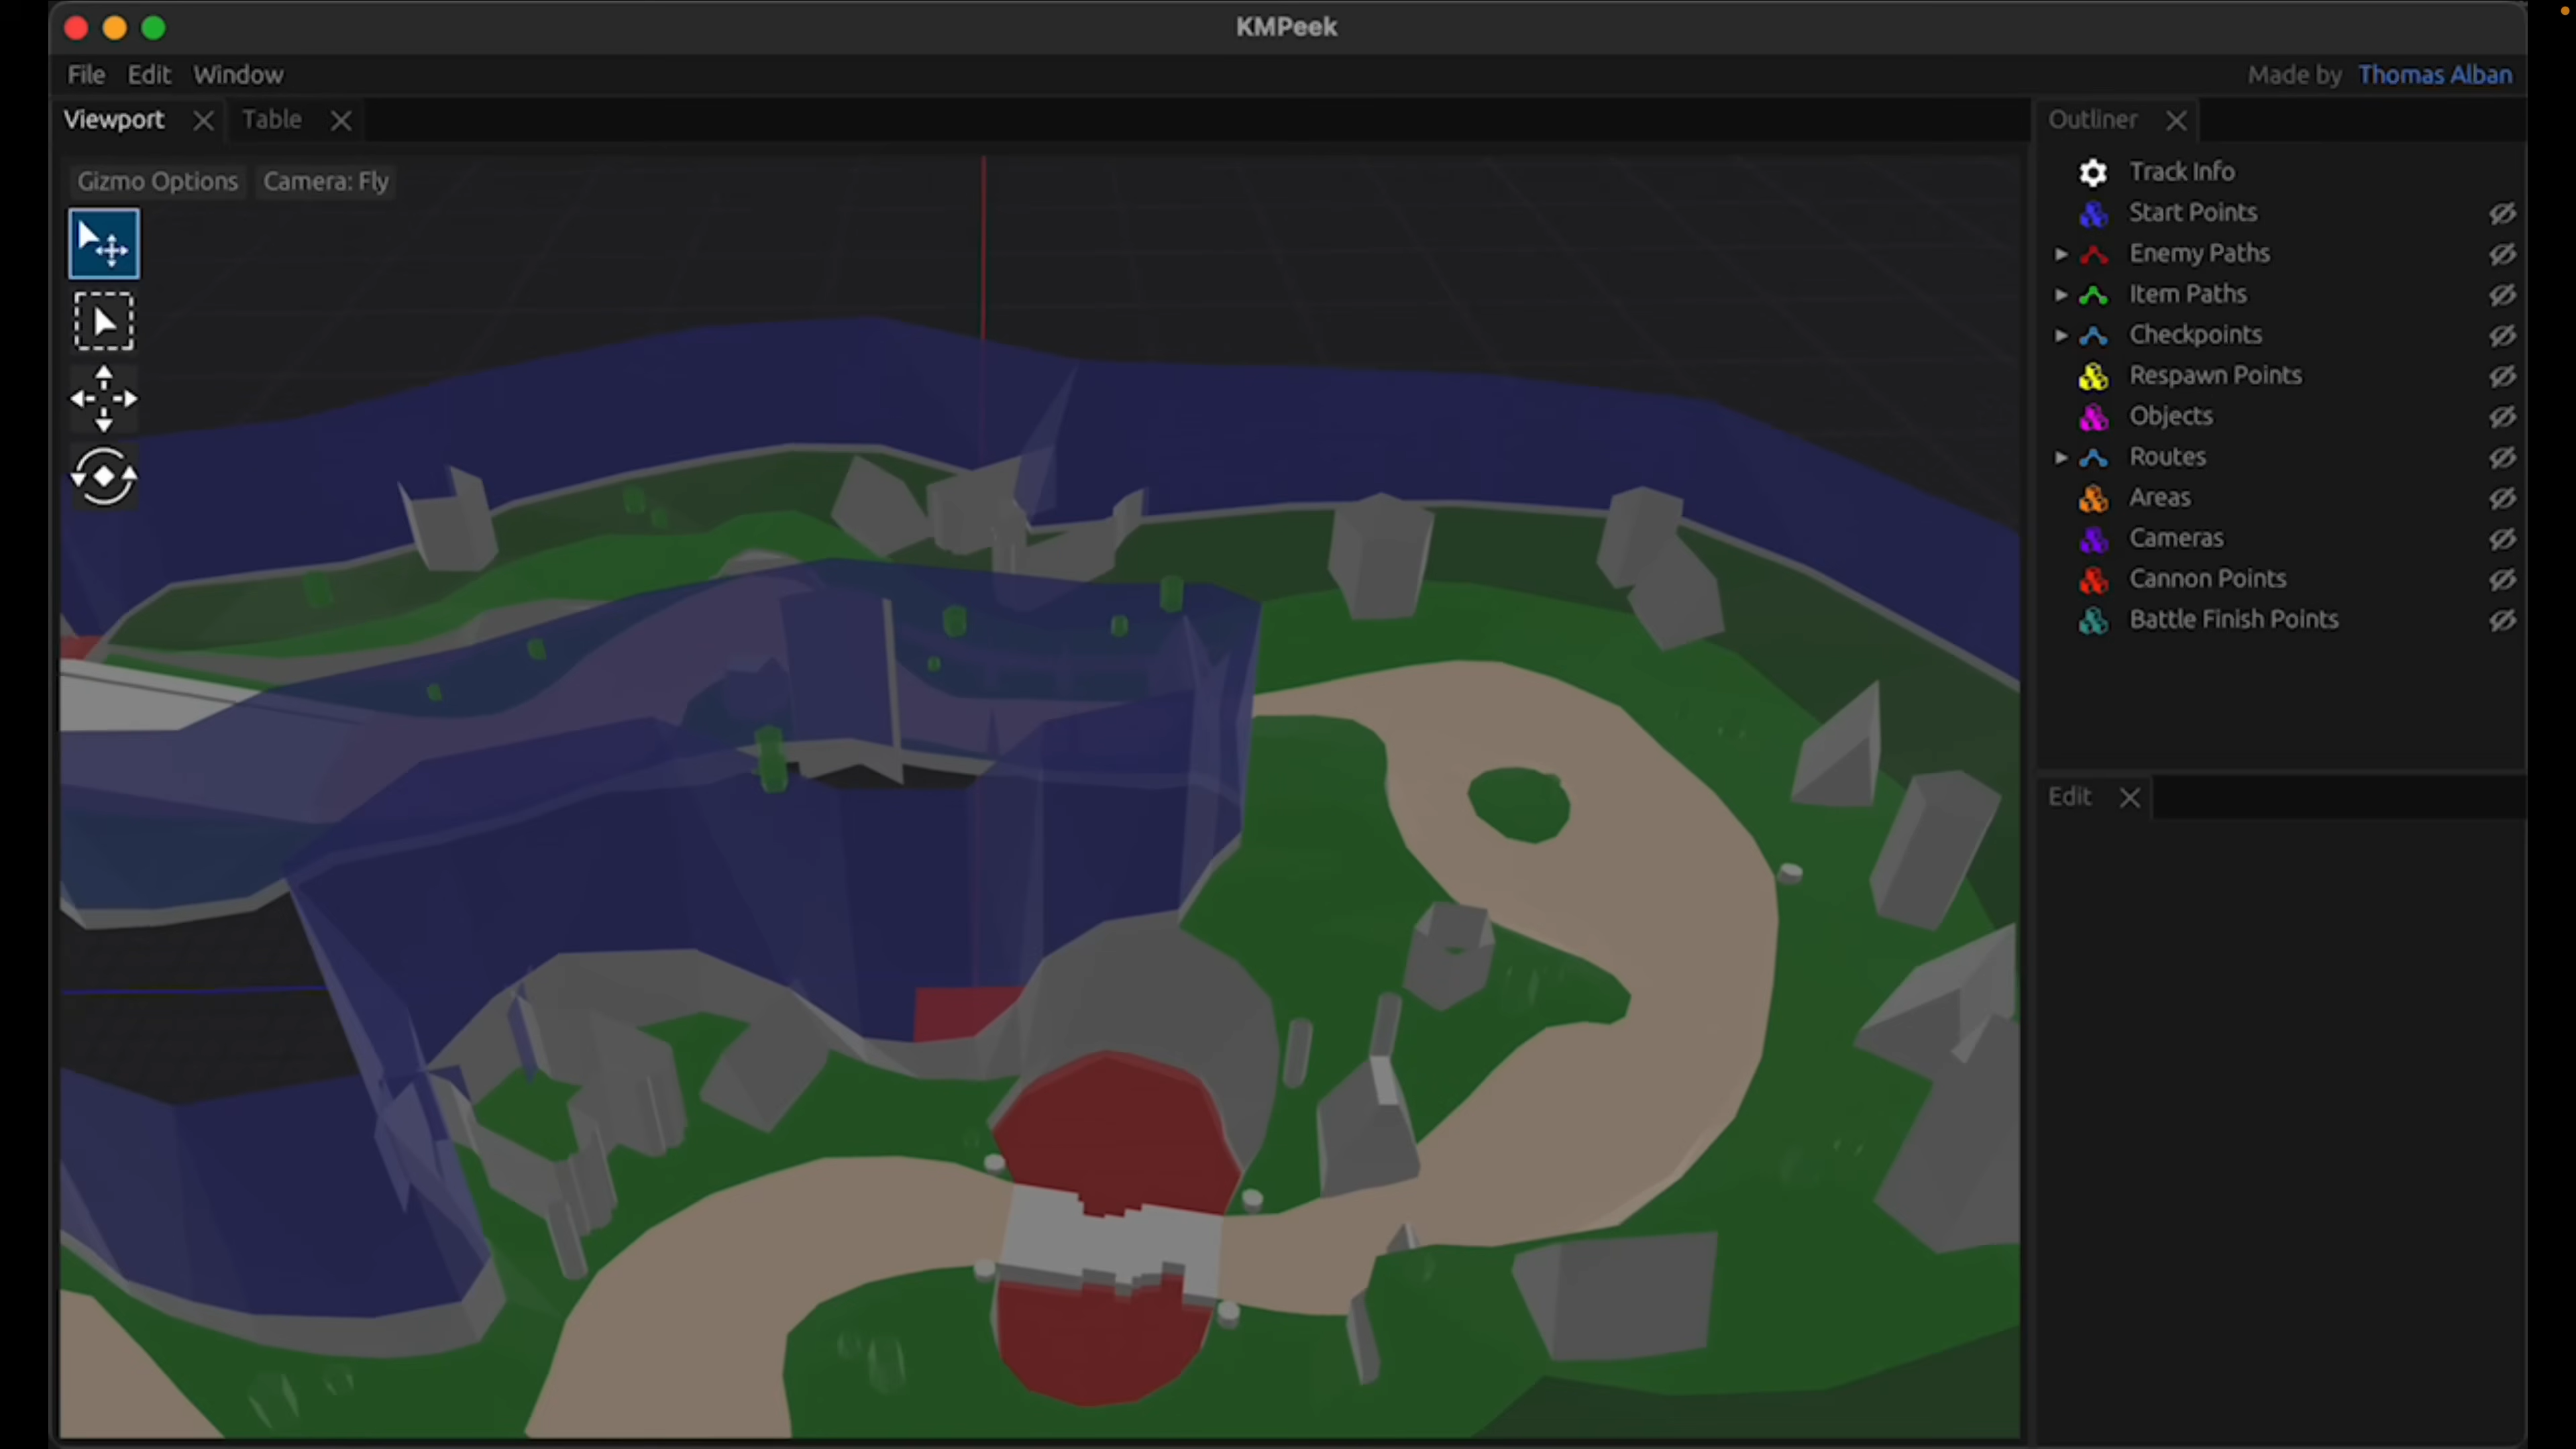 KMPeek
File Edit Window
Made by Thomas Alban
Viewport
Table
Outliner
Gizmo Options
Camera: Fly
Track Info
Start Points
Enemy Paths
Item Paths
Checkpoints
Respawn Points
Objects
Routes
Areas
Cameras
Cannon Points
Battle Finish Points
Edit